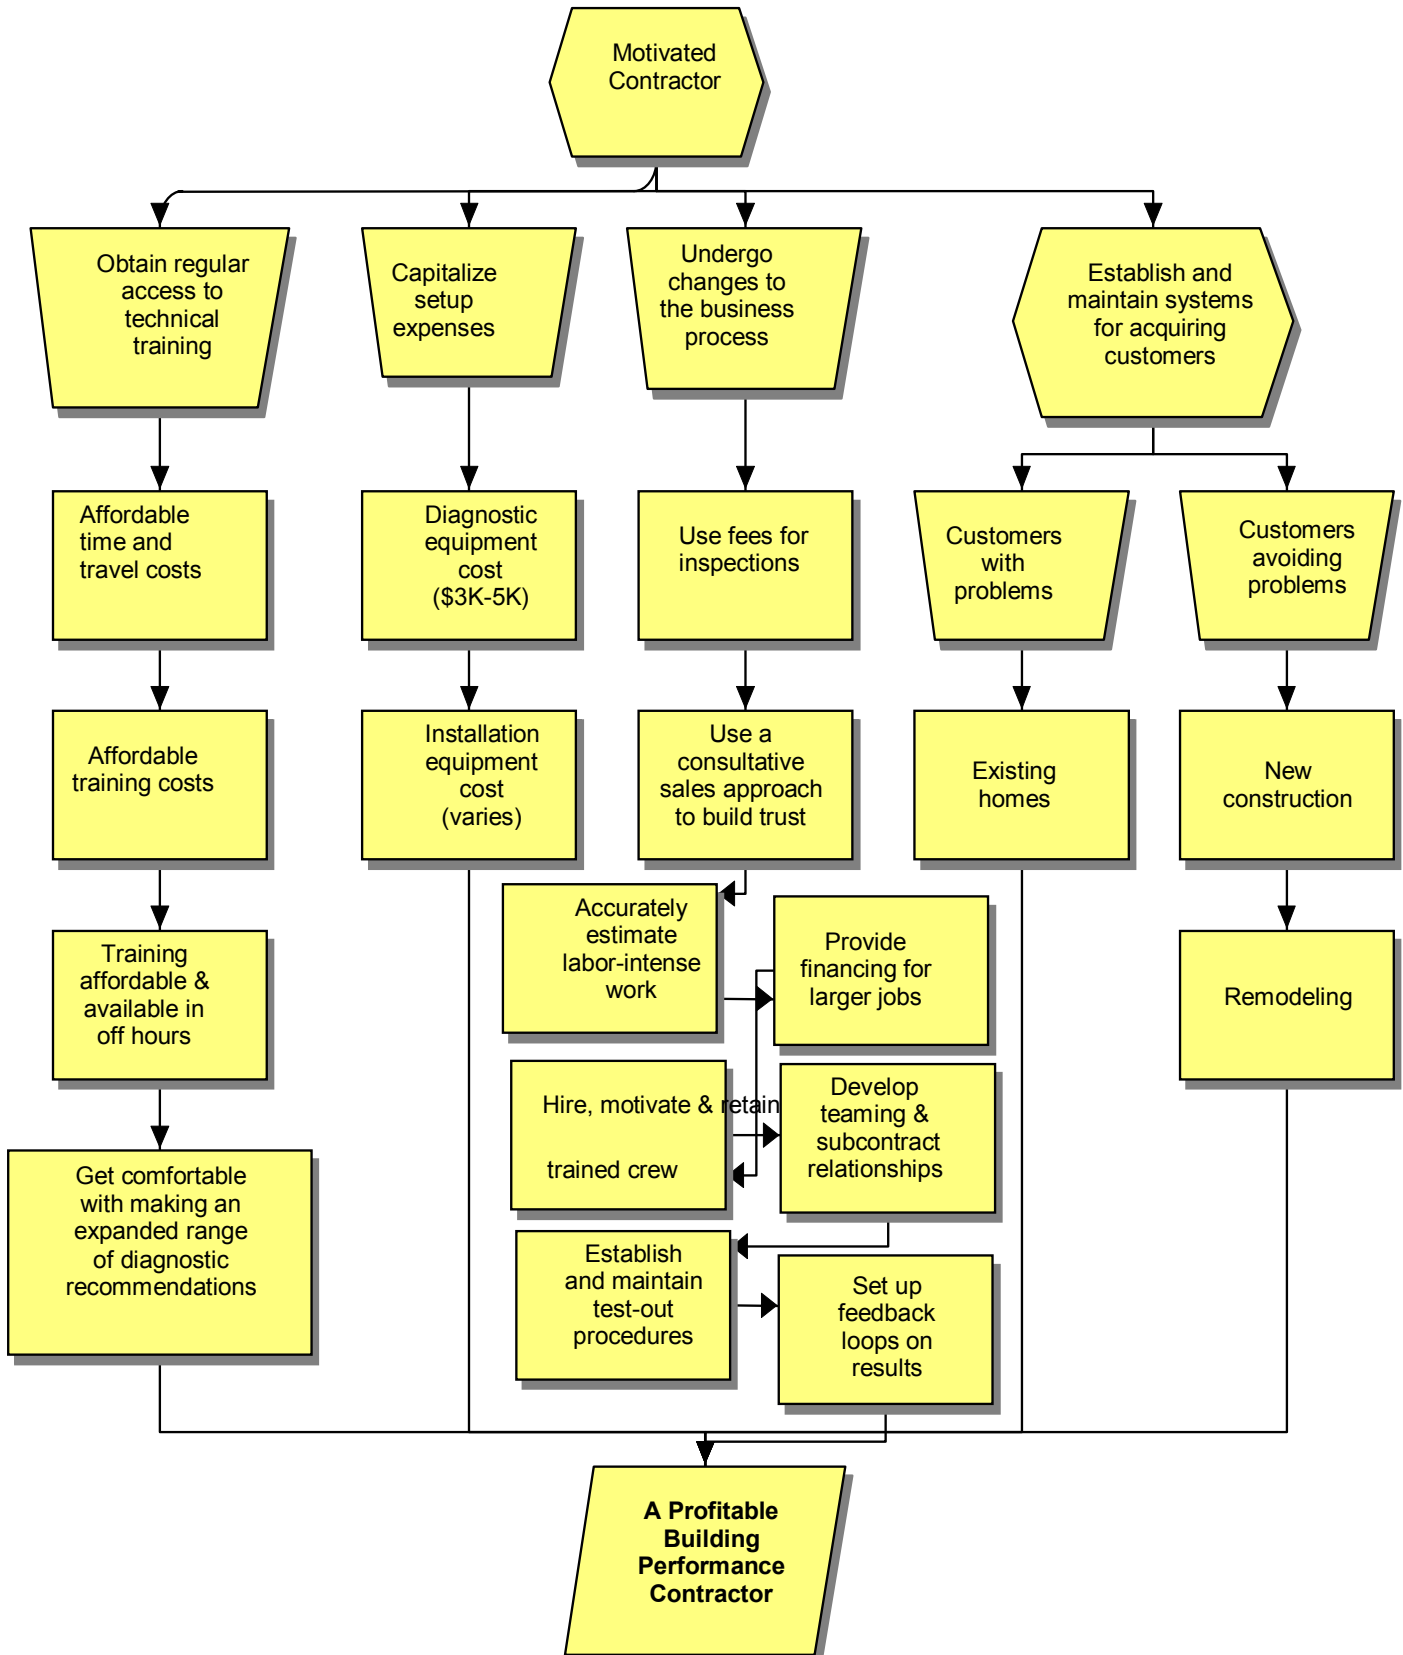 Motivated
Contractor
Obtain regular
access to
technical
training
Capitalize
setup
expenses
Undergo
changes to
the business
process
Establish and
maintain systems
for acquiring
customers
Affordable
time and
travel costs
Diagnostic
equipment
cost
($3K-5K)
Use fees for
inspections
Customers
with
problems
Customers
avoiding
problems
Affordable
training costs
Installation
equipment
cost
(varies)
Use a
consultative
sales approach
to build trust
Existing
homes
New
construction
Training
affordable &
available in
off hours
Accurately
estimate
labor-intense
work
Provide
financing for
larger jobs
Remodeling
Hire, motivate & retain
trained crew
Develop
teaming &
subcontract
relationships
Get comfortable
with making an
expanded range
of diagnostic
recommendations
Establish
and maintain
test-out
procedures
Set up
feedback
loops on
results
A Profitable
Building
Performance
Contractor